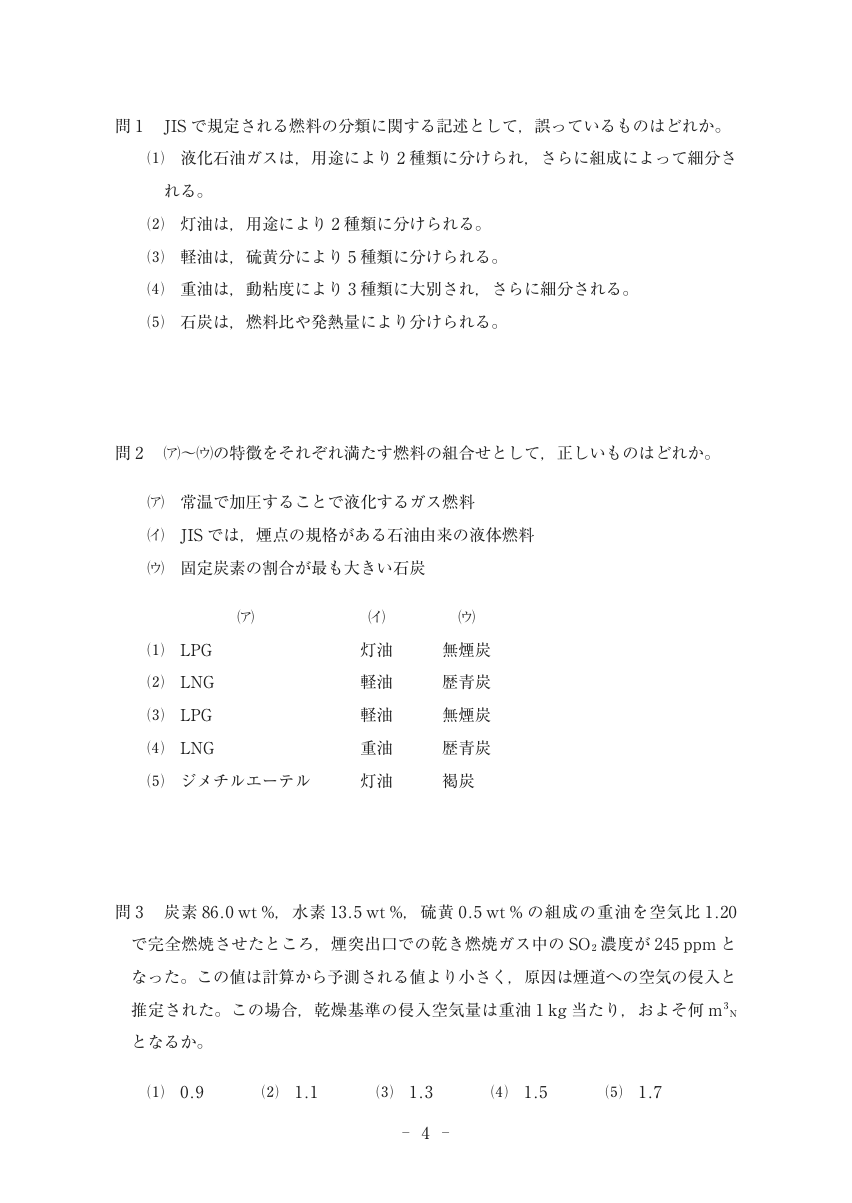 問1 JISで規定される燃料の分類に関する記述として，誤っているものはどれか。
⑴ 液化石油ガスは，用途により2種類に分けられ，さらに組成によって細分さ
れる。
⑵ 灯油は，用途により2種類に分けられる。
⑶ 軽油は，硫黄分により5種類に分けられる。
⑷ 重油は，動粘度により3種類に大別され，さらに細分される。
⑸ 石炭は，燃料比や発熱量により分けられる。
問2 (ア)～(ウ)の特徴をそれぞれ満たす燃料の組合せとして，正しいものはどれか。
(ア) 常温で加圧することで液化するガス燃料
(イ) JISでは，煙点の規格がある石油由来の液体燃料
(ウ) 固定炭素の割合が最も大きい石炭
(ア) (イ) (ウ)
⑴ LPG 灯油 無煙炭
⑵ LNG 軽油 歴青炭
⑶ LPG 軽油 無煙炭
⑷ LNG 重油 歴青炭
⑸ ジメチルエーテル 灯油 褐炭
問3 炭素86.0 wt %，水素13.5 wt %，硫黄0.5 wt %の組成の重油を空気比1.20
で完全燃焼させたところ，煙突出口での乾き燃焼ガス中のSO₂濃度が245 ppmと
なった。この値は計算から予測される値より小さく，原因は煙道への空気の侵入と
推定された。この場合，乾燥基準の侵入空気量は重油1 kg当たり，およそ何m³N
となるか。
⑴ 0.9 ⑵ 1.1 ⑶ 1.3 ⑷ 1.5 ⑸ 1.7
- 4 -